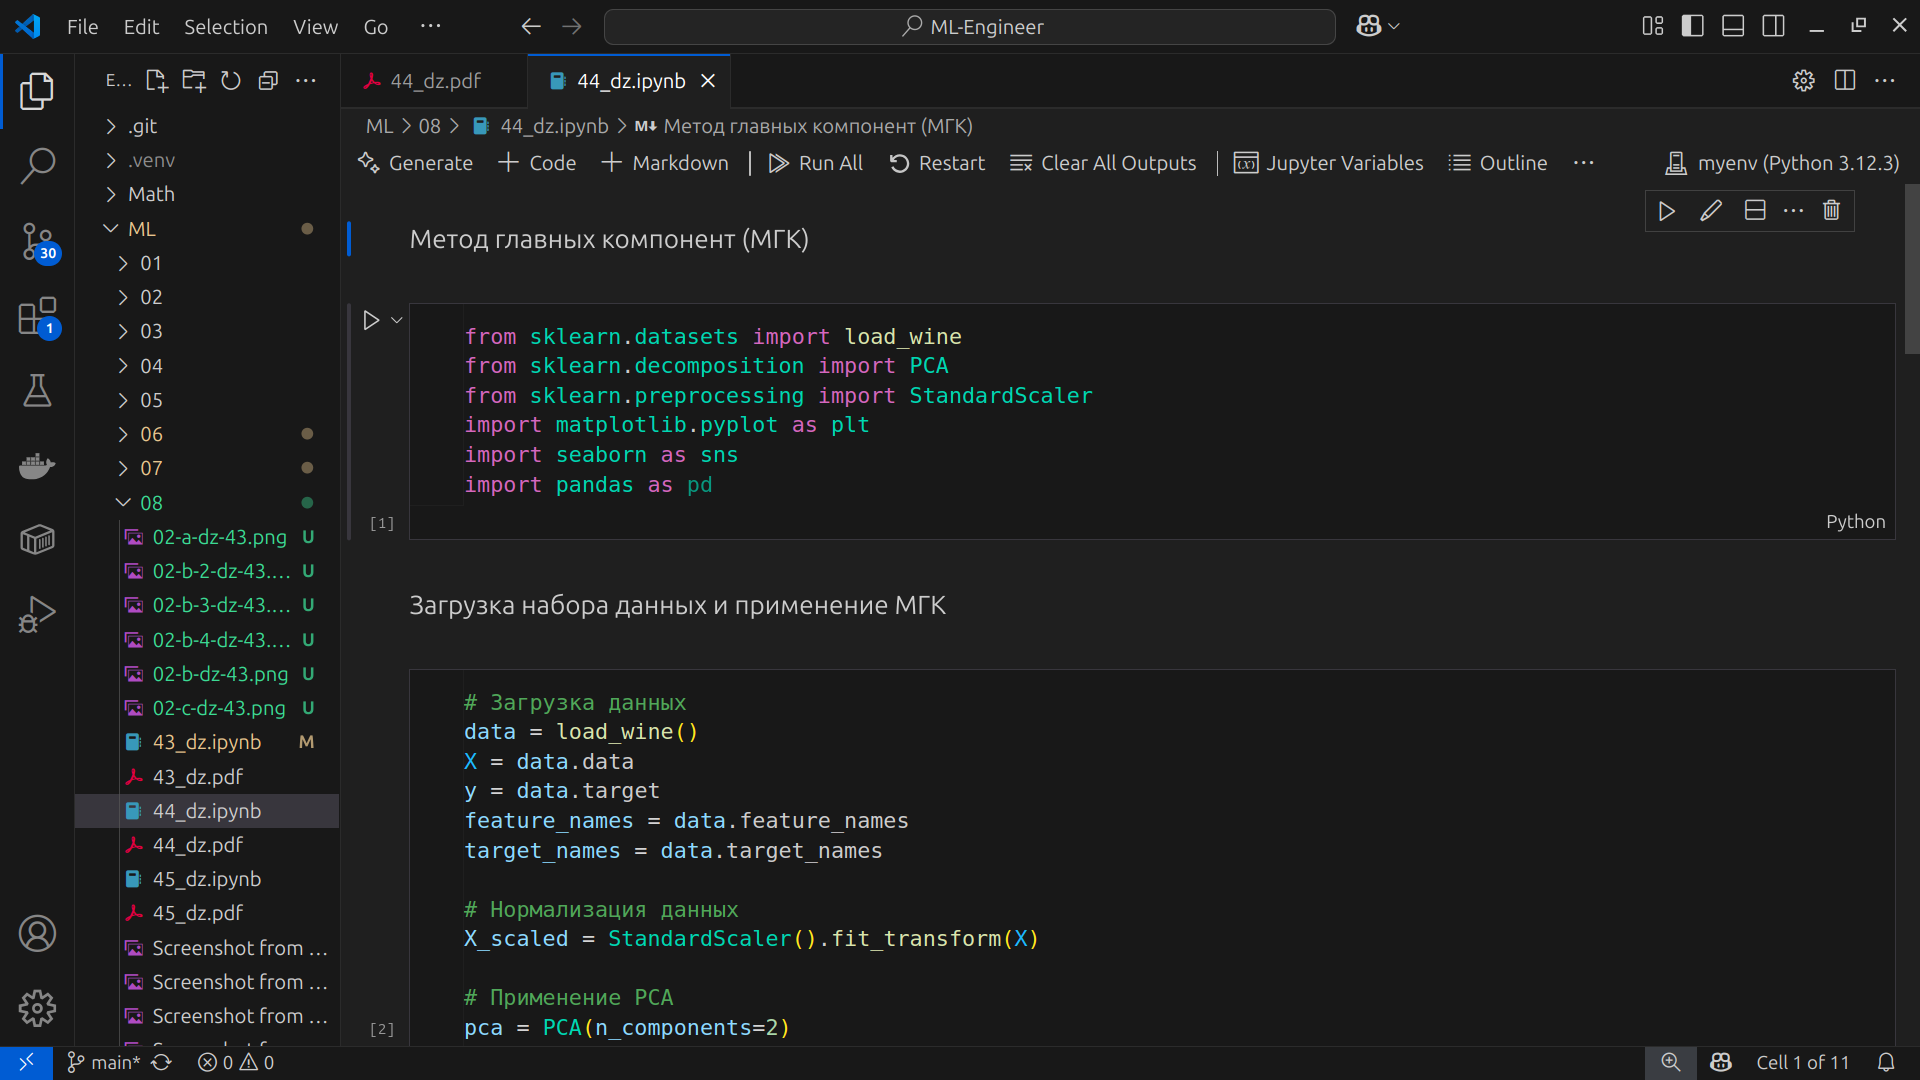 File Edit Selection View Go ML-Engineer
E...
.git
.venv
Math
ML
01
02
03
04
05
06
07
08
02-a-dz-43.png U
02-b-2-dz-43.... U
02-b-3-dz-43.... U
02-b-4-dz-43.... U
02-b-dz-43.png U
02-c-dz-43.png U
43_dz.ipynb M
43_dz.pdf
44_dz.ipynb
44_dz.pdf
45_dz.ipynb
45_dz.pdf
Screenshot from ...
Screenshot from ...
Screenshot from ...
30
1
44_dz.pdf 44_dz.ipynb
ML > 08 > 44_dz.ipynb > M↓ Метод главных компонент (МГК)
Generate + Code + Markdown | Run All Restart Clear All Outputs | Jupyter Variables Outline ... myenv (Python 3.12.3)
Метод главных компонент (МГК)
from sklearn.datasets import load_wine
from sklearn.decomposition import PCA
from sklearn.preprocessing import StandardScaler
import matplotlib.pyplot as plt
import seaborn as sns
import pandas as pd
[1] Python
Загрузка набора данных и применение МГК
# Загрузка данных
data = load_wine()
X = data.data
y = data.target
feature_names = data.feature_names
target_names = data.target_names
# Нормализация данных
X_scaled = StandardScaler().fit_transform(X)
# Применение PCA
pca = PCA(n_components=2)
[2]
main* 0 0 Cell 1 of 11